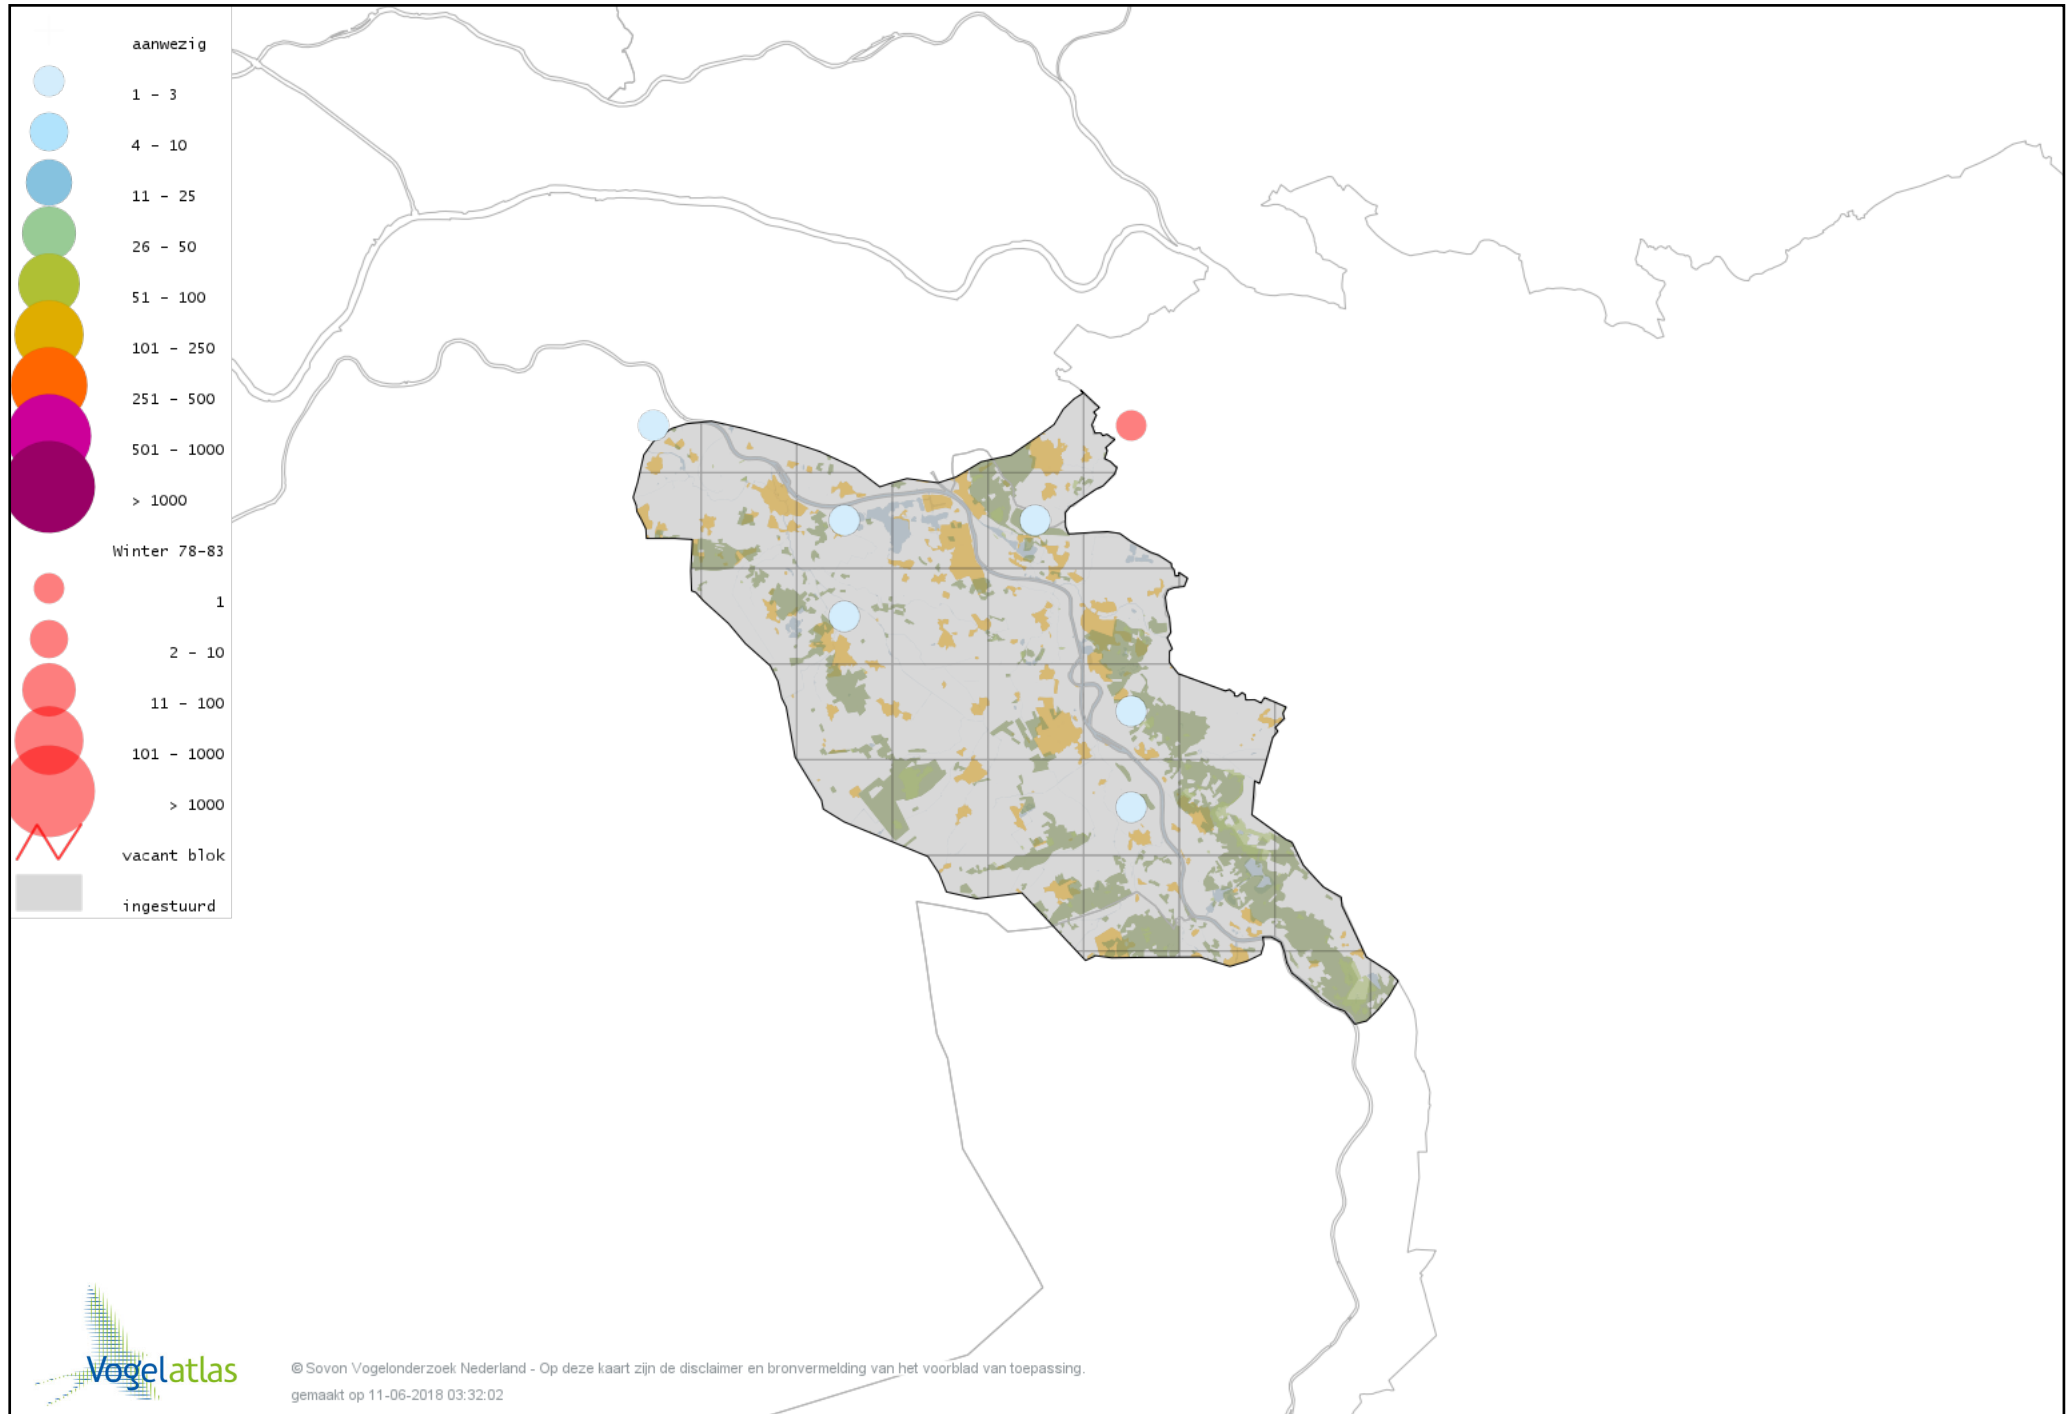 aanwezig
1 - 3
4 - 10
11 - 25
26 - 50
51 - 100
101 - 250
251 - 500
501 - 1000
> 1000
Winter 78-83
1
2 - 10
11 - 100
101 - 1000
> 1000
vacant blok
ingestuurd
Vogelatlas
© Sovon Vogelonderzoek Nederland - Op deze kaart zijn de disclaimer en bronvermelding van het voorblad van toepassing.
gemaakt op 11-06-2018 03:32:02